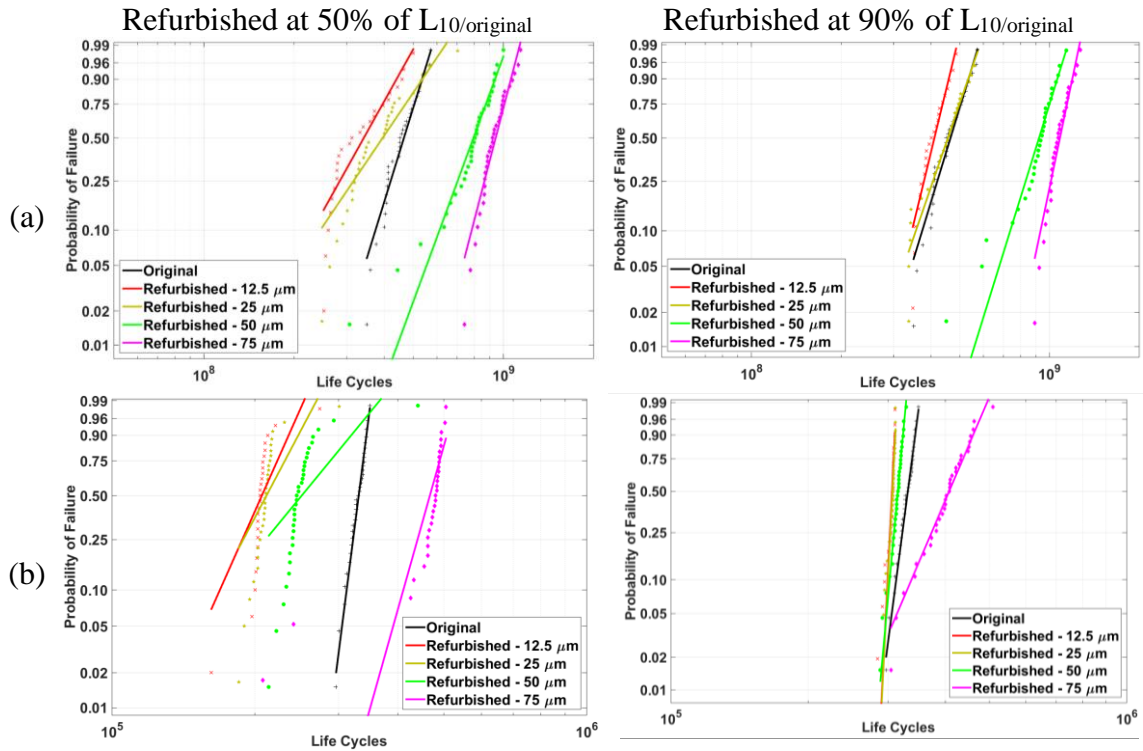 Refurbished at 50% of L10/original
Refurbished at 90% of L10/original
(a)
Probability of Failure
0.99
0.96
0.90
0.75
0.50
0.25
0.10
0.05
0.02
0.01
Original
Refurbished - 12.5 μm
Refurbished - 25 μm
Refurbished - 50 μm
Refurbished - 75 μm
10^8
10^9
Life Cycles
Probability of Failure
0.99
0.96
0.90
0.75
0.50
0.25
0.10
0.05
0.02
0.01
Original
Refurbished - 12.5 μm
Refurbished - 25 μm
Refurbished - 50 μm
Refurbished - 75 μm
10^8
10^9
Life Cycles
(b)
Probability of Failure
0.99
0.96
0.90
0.75
0.50
0.25
0.10
0.05
0.02
0.01
Original
Refurbished - 12.5 μm
Refurbished - 25 μm
Refurbished - 50 μm
Refurbished - 75 μm
10^5
10^6
Life Cycles
Probability of Failure
0.99
0.96
0.90
0.75
0.50
0.25
0.10
0.05
0.02
0.01
Original
Refurbished - 12.5 μm
Refurbished - 25 μm
Refurbished - 50 μm
Refurbished - 75 μm
10^5
10^6
Life Cycles